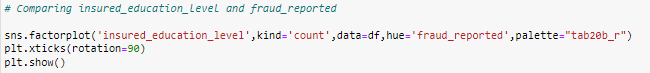 # Comparing insured_education_level and fraud_reported
sns.factorplot('insured_education_level',kind='count',data=df,hue='fraud_reported',palette="tab20b_r")
plt.xticks(rotation=90)
plt.show()